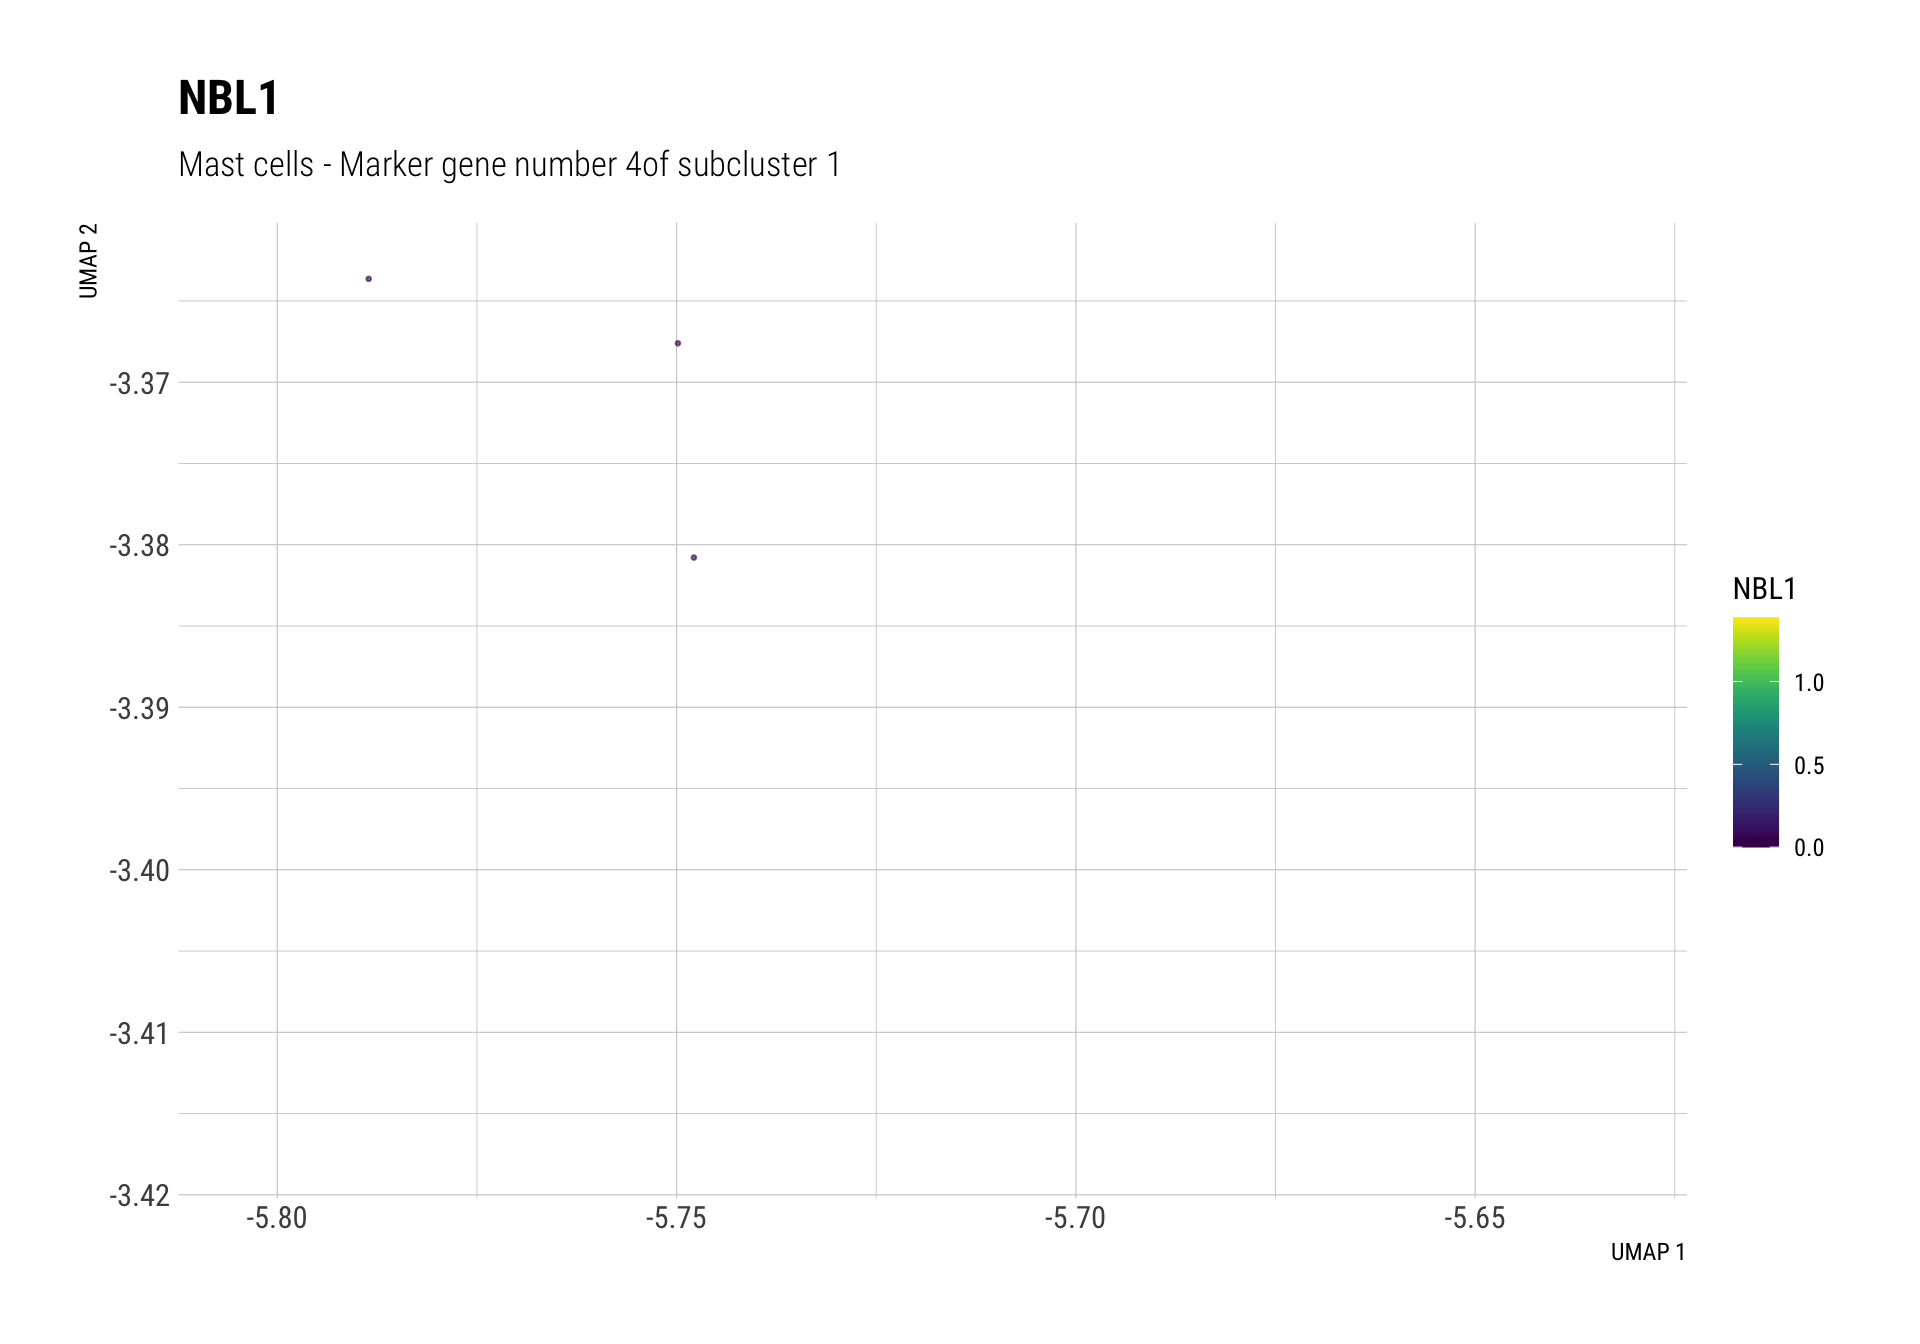 NBL1
Mast cells - Marker gene number 4of subcluster 1
UMAP 2
-3.37
-3.38
-3.39
-3.40
-3.41
-3.42
-5.80
-5.75
-5.70
-5.65
UMAP 1
NBL1
1.0
0.5
0.0